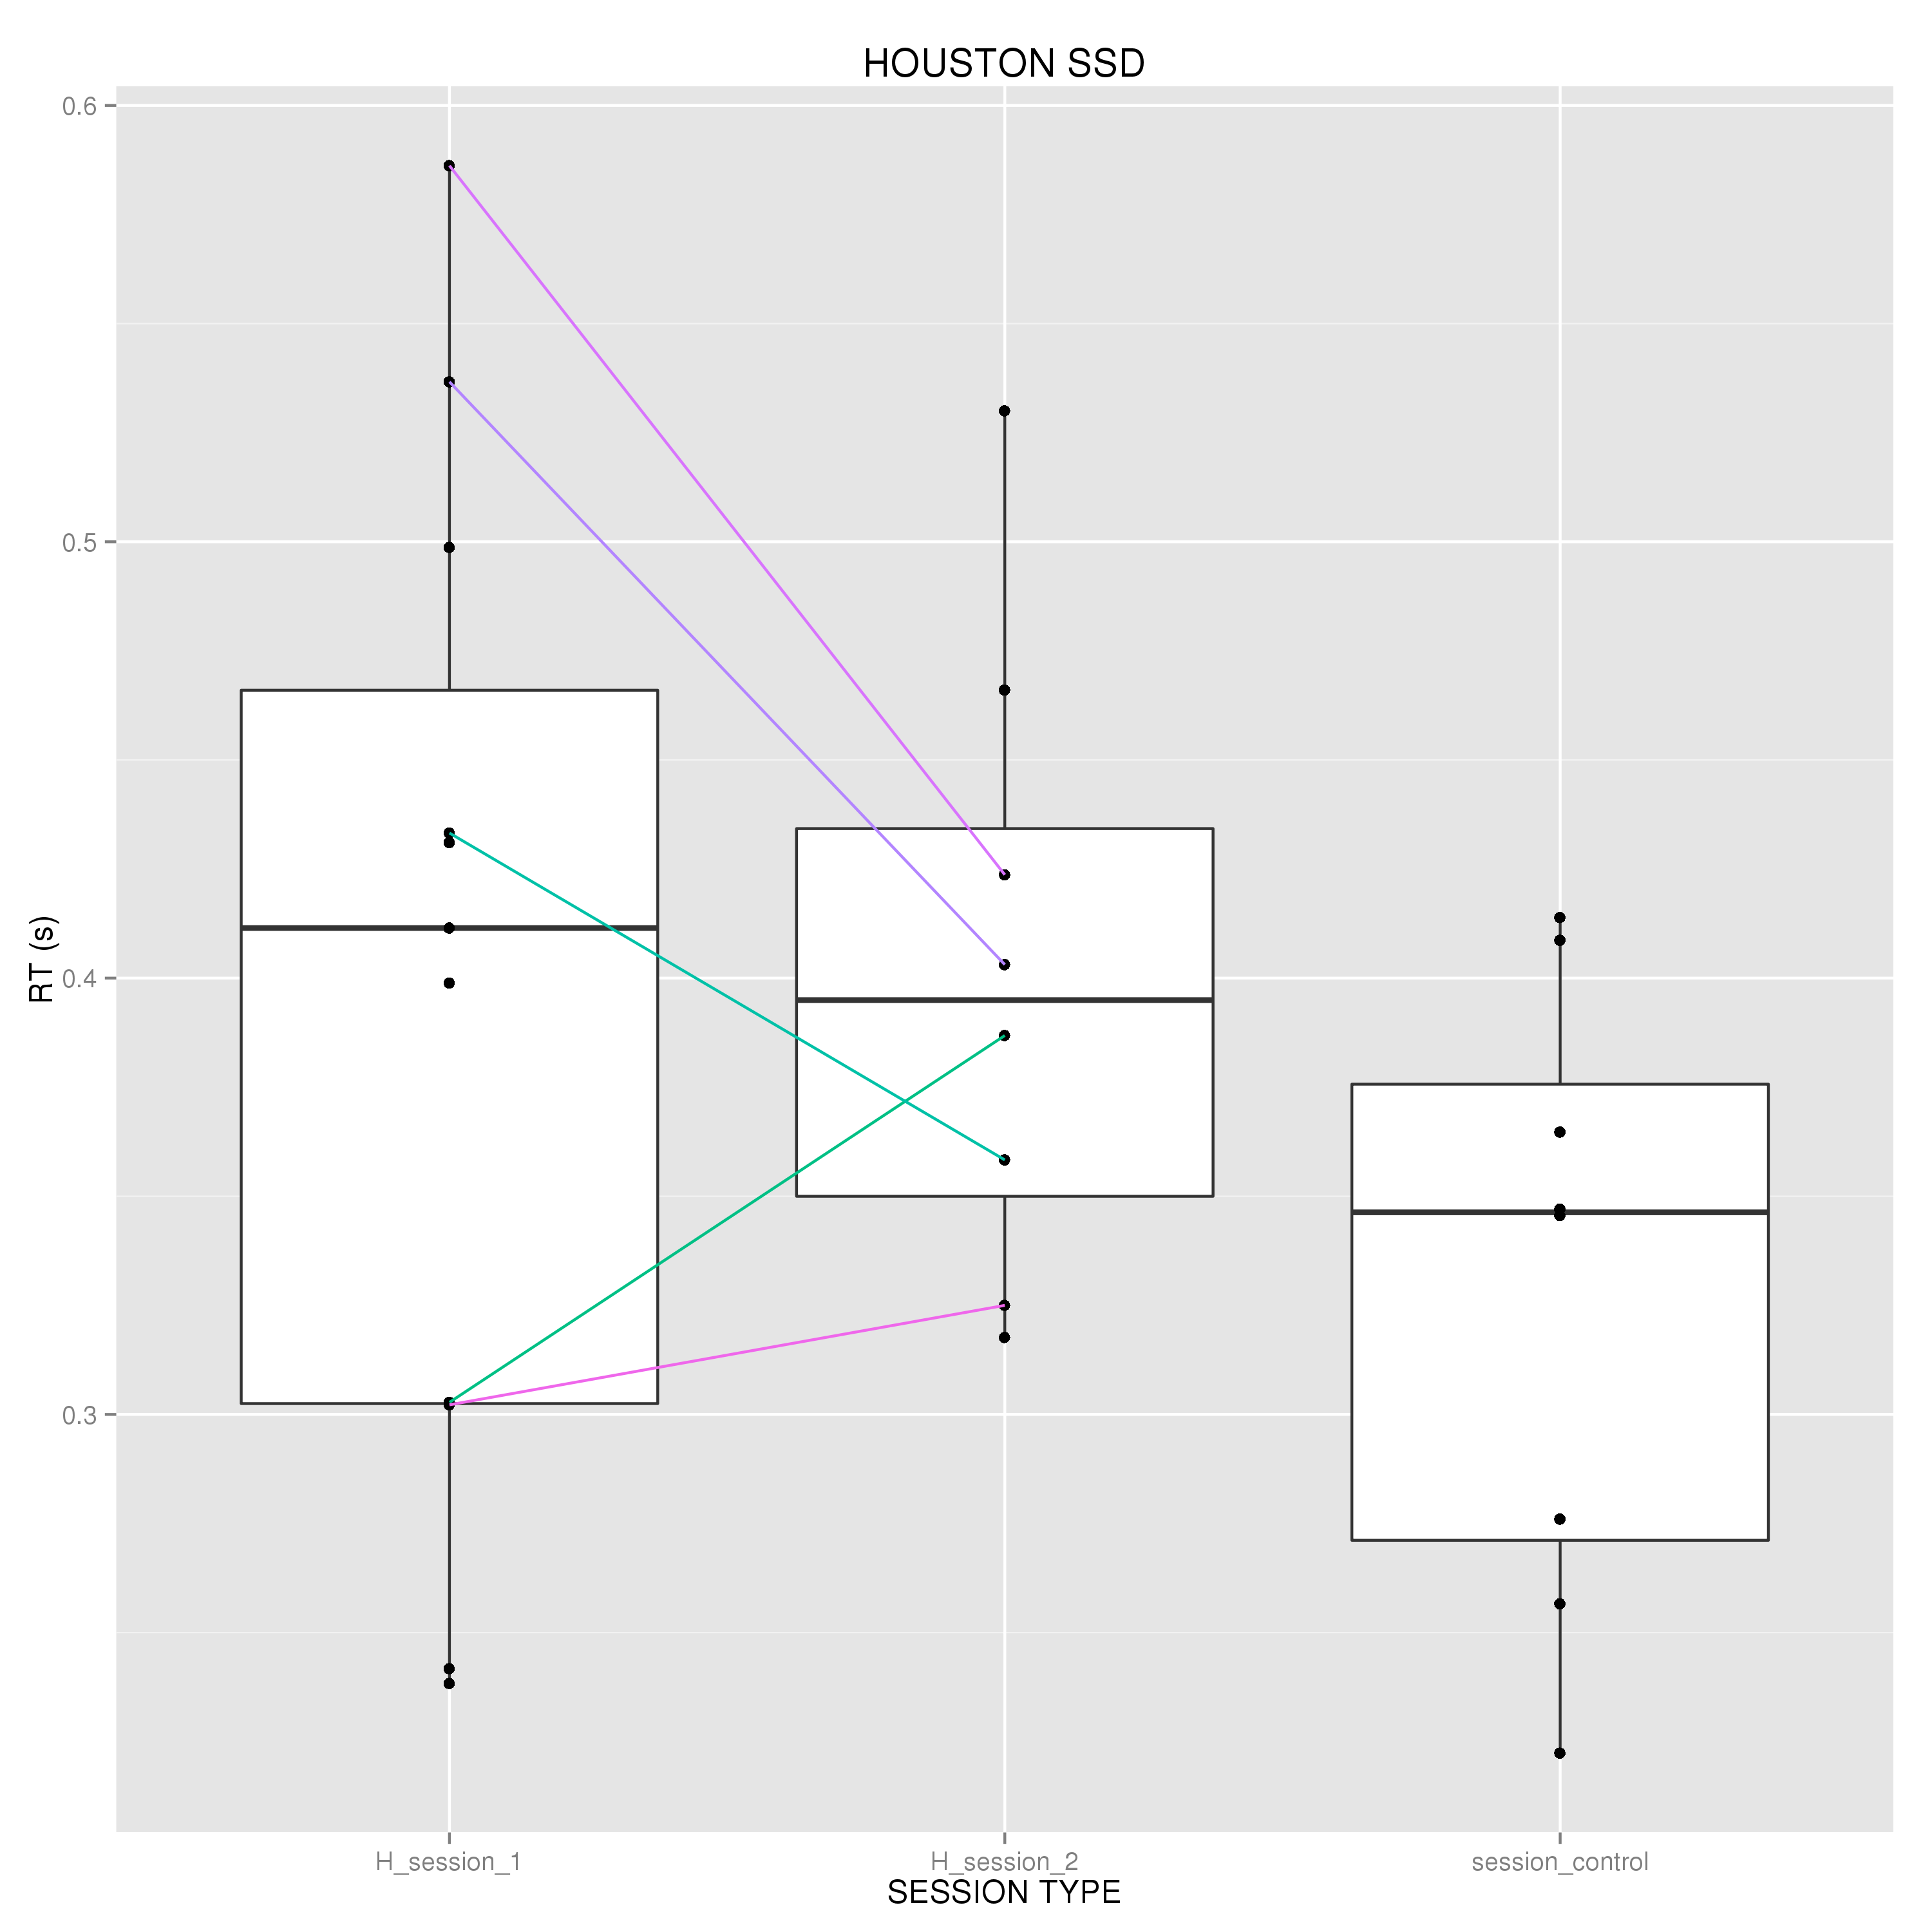 HOUSTON SSD
0.6
0.5
0.4
0.3
RT (s)
H_session_1
H_session_2
session_control
SESSION TYPE